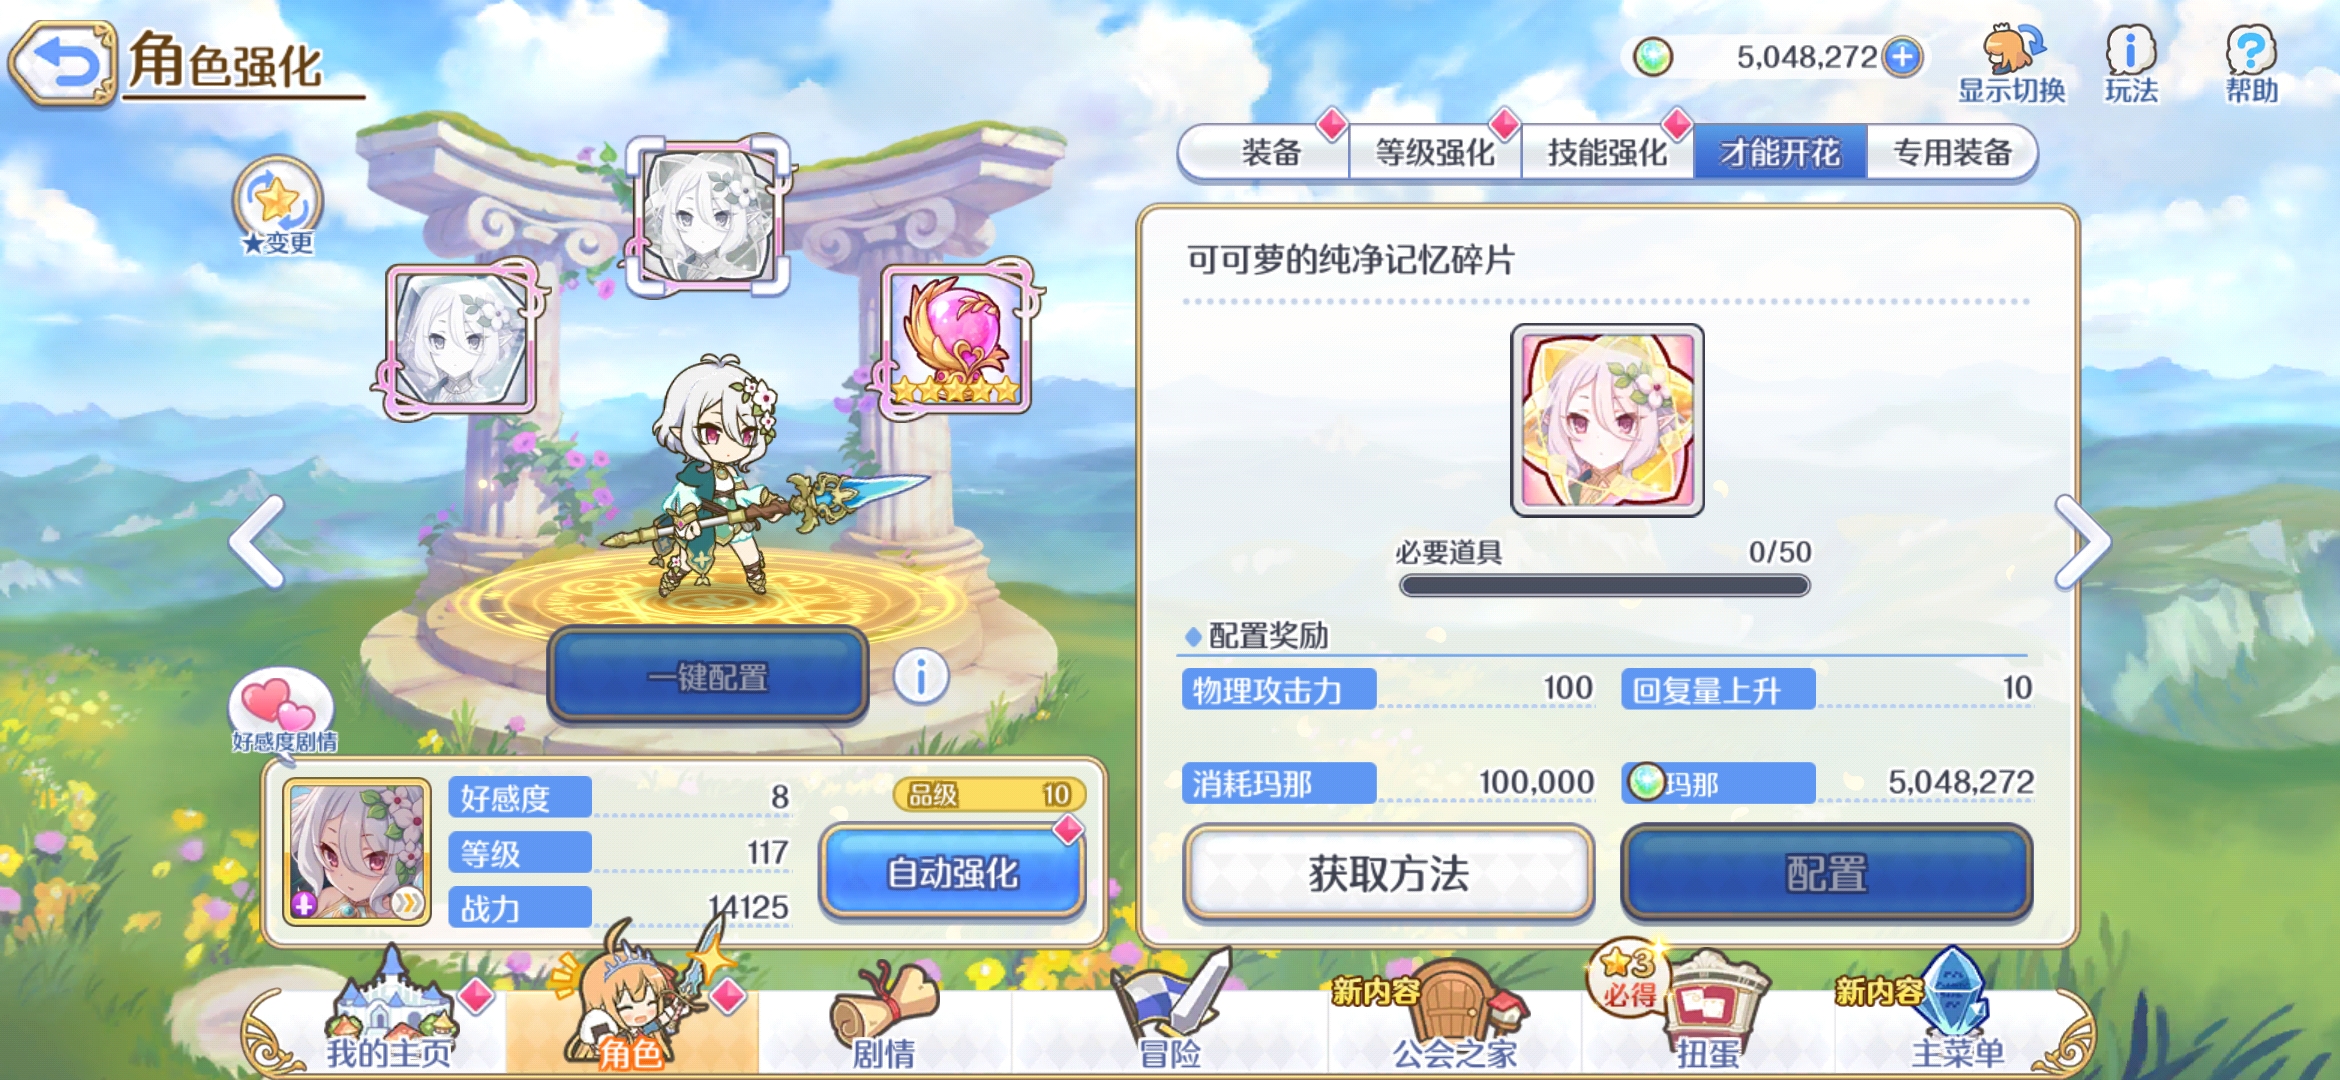 角色强化
5,048,272
显示切换
玩法
帮助
★变更
装备
等级强化
技能强化
才能开花
专用装备
可可萝的纯净记忆碎片
必要道具
0/50
一键配置
配置奖励
物理攻击力
100
回复量上升
10
消耗玛那
100,000
玛那
5,048,272
获取方法
配置
好感度剧情
好感度
8
等级
117
战力
14125
品级
10
自动强化
我的主页
角色
剧情
冒险
新内容
公会之家
3
必得
扭蛋
新内容
主菜单